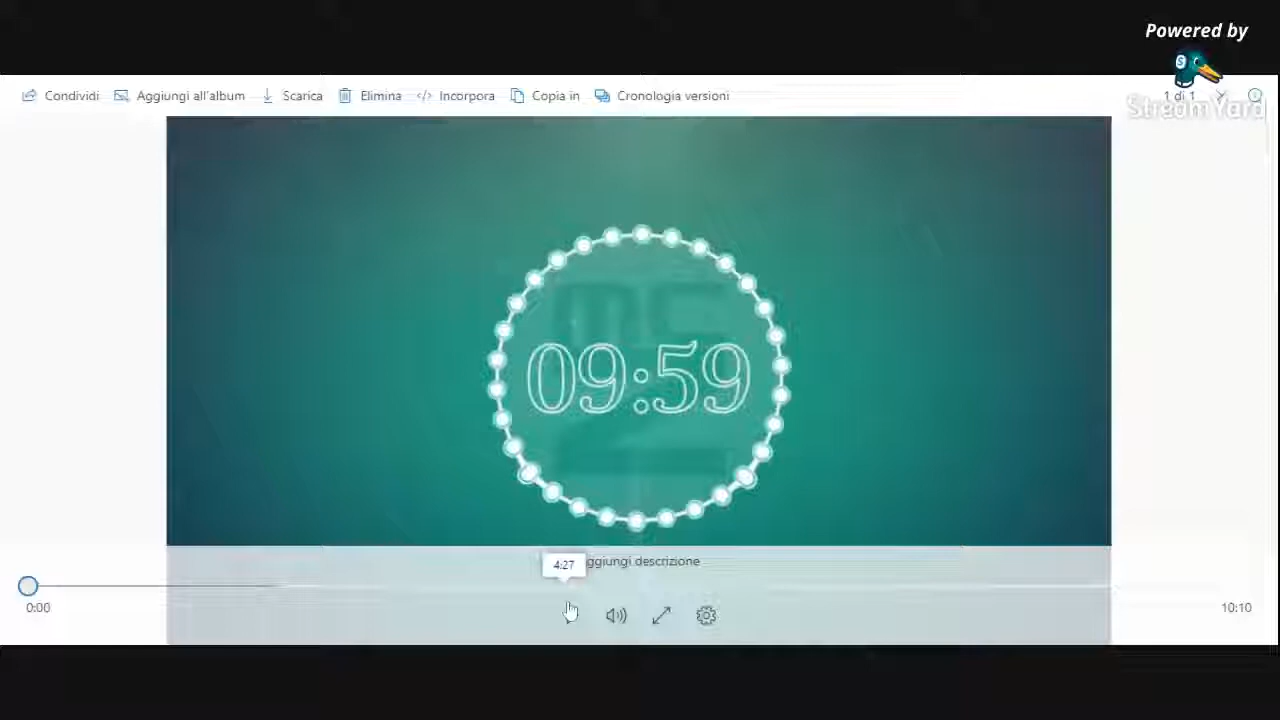 Powered by
StreamYard
Condividi Aggiungi all'album Scarica Elimina Incorpora Copia in Cronologia versioni 1 di 1
09:59
4:27 ggiungi descrizione
0:00 10:10